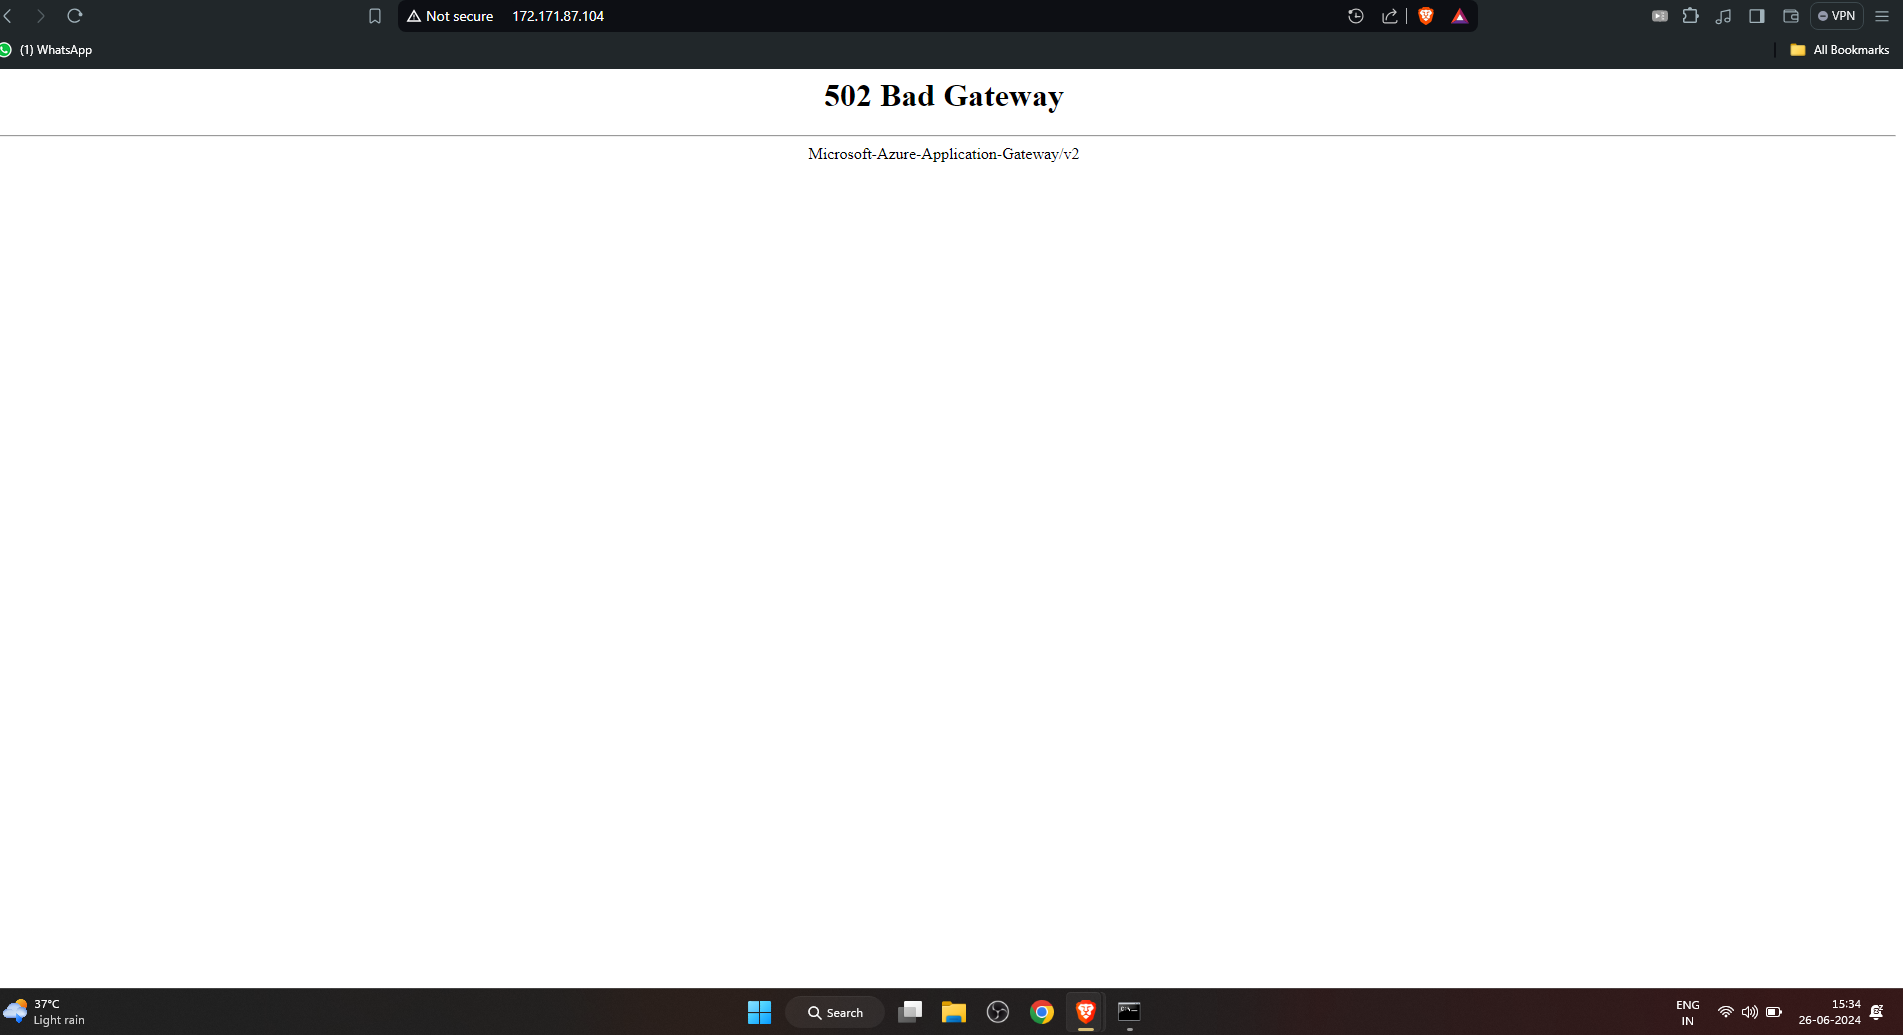 Not secure 172.171.87.104
VPN
(1) WhatsApp
All Bookmarks
502 Bad Gateway
Microsoft-Azure-Application-Gateway/v2
37°C
Light rain
Search
ENG
IN
15:34
26-06-2024